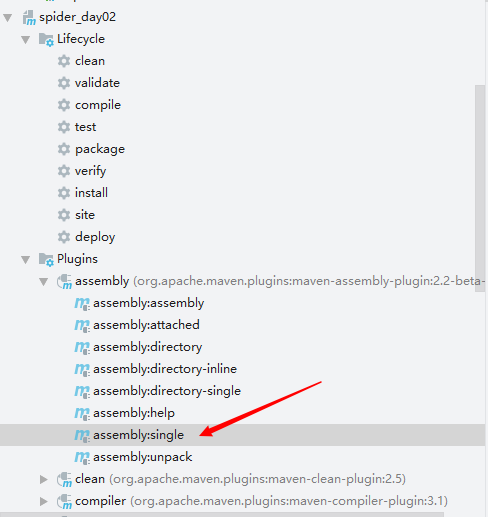 spider_day02
Lifecycle
clean
validate
compile
test
package
verify
install
site
deploy
Plugins
assembly (org.apache.maven.plugins:maven-assembly-plugin:2.2-beta-
assembly:assembly
assembly:attached
assembly:directory
assembly:directory-inline
assembly:directory-single
assembly:help
assembly:single
assembly:unpack
clean (org.apache.maven.plugins:maven-clean-plugin:2.5)
compiler (org.apache.maven.plugins:maven-compiler-plugin:3.1)